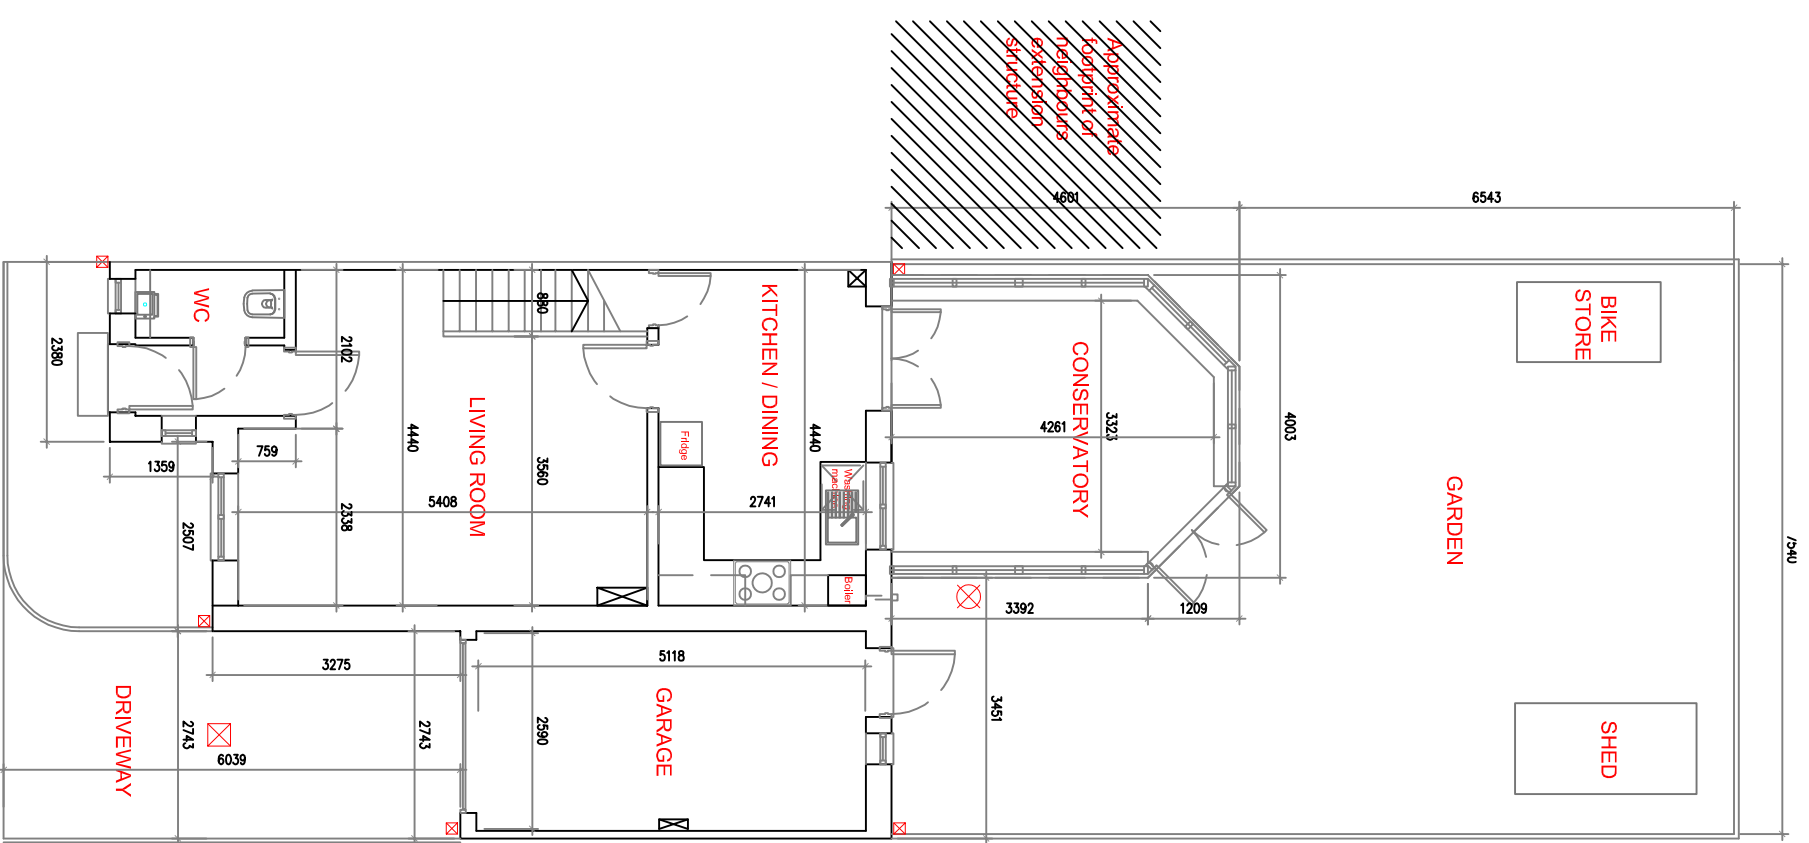 Approximate
footprint of
neighbours
extension
structure
4601
6543
WC
880
KITCHEN / DINING
BIKE
STORE
2380
2102
CONSERVATORY
LIVING ROOM
4440
4440
3323
4261
4003
Fridge
759
1359
3560
Washing
machine
GARDEN
5408
2741
2338
2507
7540
Boiler
3392
1209
3275
5118
DRIVEWAY
GARAGE
3451
SHED
2743
2743
2590
6039